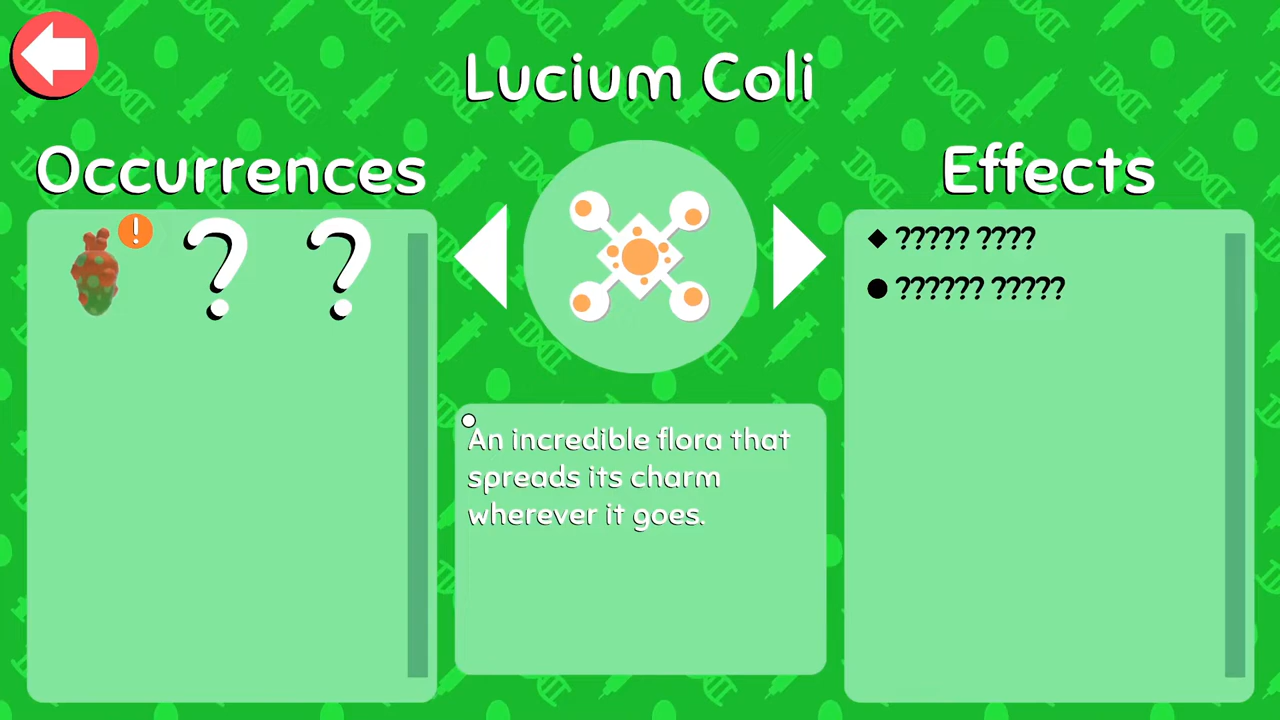 Lucium Coli
Occurrences
! ? ?
An incredible flora that
spreads its charm
wherever it goes.
Effects
◆ ????? ????
● ?????? ?????